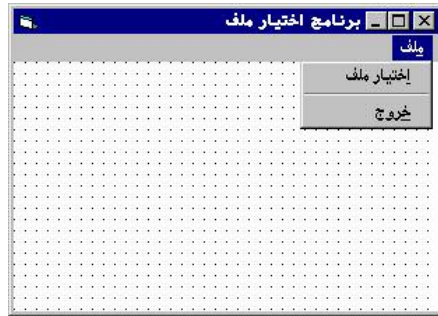 برنامج اختيار ملف
ملف
إختيار ملف
خروج